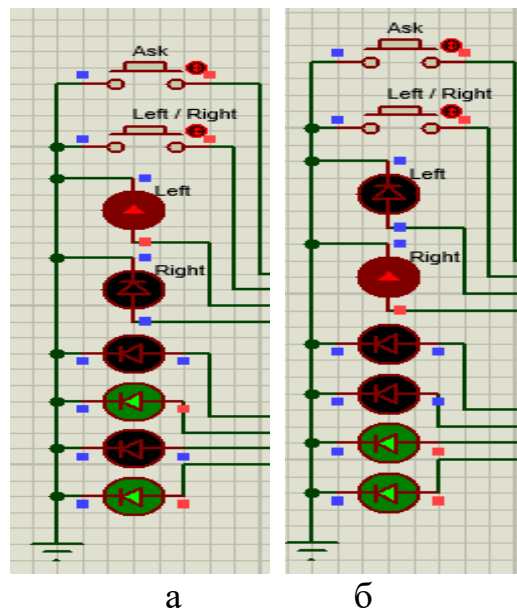 Ask
Left / Right
Left
Right
Ask
Left / Right
Left
Right
а
б